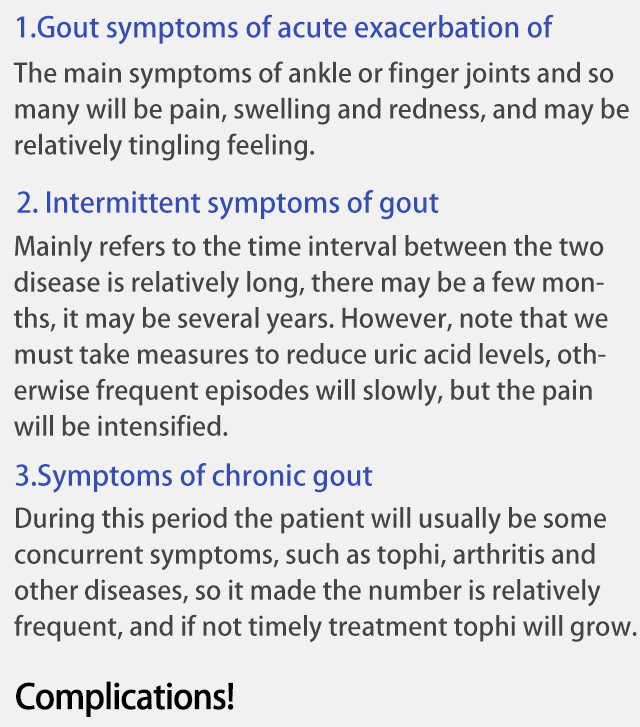 1.Gout symptoms of acute exacerbation of
The main symptoms of ankle or finger joints and so
many will be pain, swelling and redness, and may be
relatively tingling feeling.
2. Intermittent symptoms of gout
Mainly refers to the time interval between the two
disease is relatively long, there may be a few mon-
ths, it may be several years. However, note that we
must take measures to reduce uric acid levels, oth-
erwise frequent episodes will slowly, but the pain
will be intensified.
3.Symptoms of chronic gout
During this period the patient will usually be some
concurrent symptoms, such as tophi, arthritis and
other diseases, so it made the number is relatively
frequent, and if not timely treatment tophi will grow.
Complications!